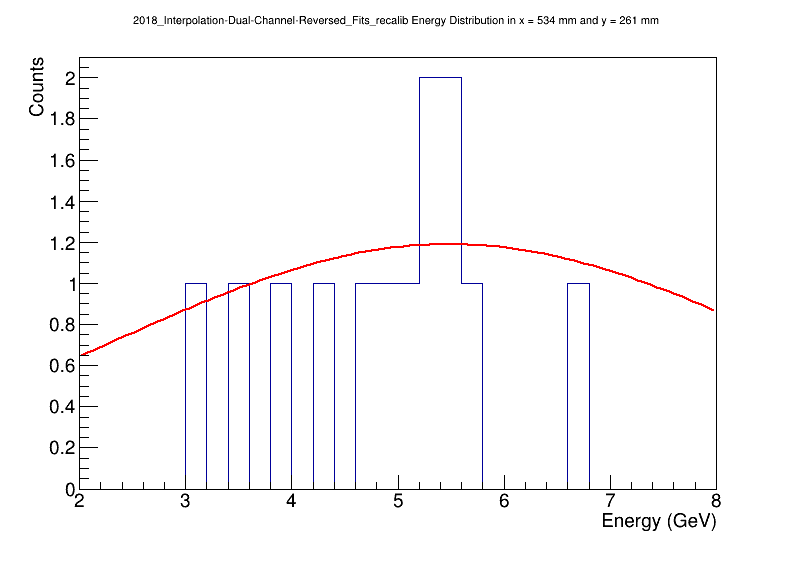 2018_Interpolation-Dual-Channel-Reversed_Fits_recalib Energy Distribution in x = 534 mm and y = 261 mm
Counts
2
1.8
1.6
1.4
1.2
1
0.8
0.6
0.4
0.2
0
2 3 4 5 6 7 8
Energy (GeV)